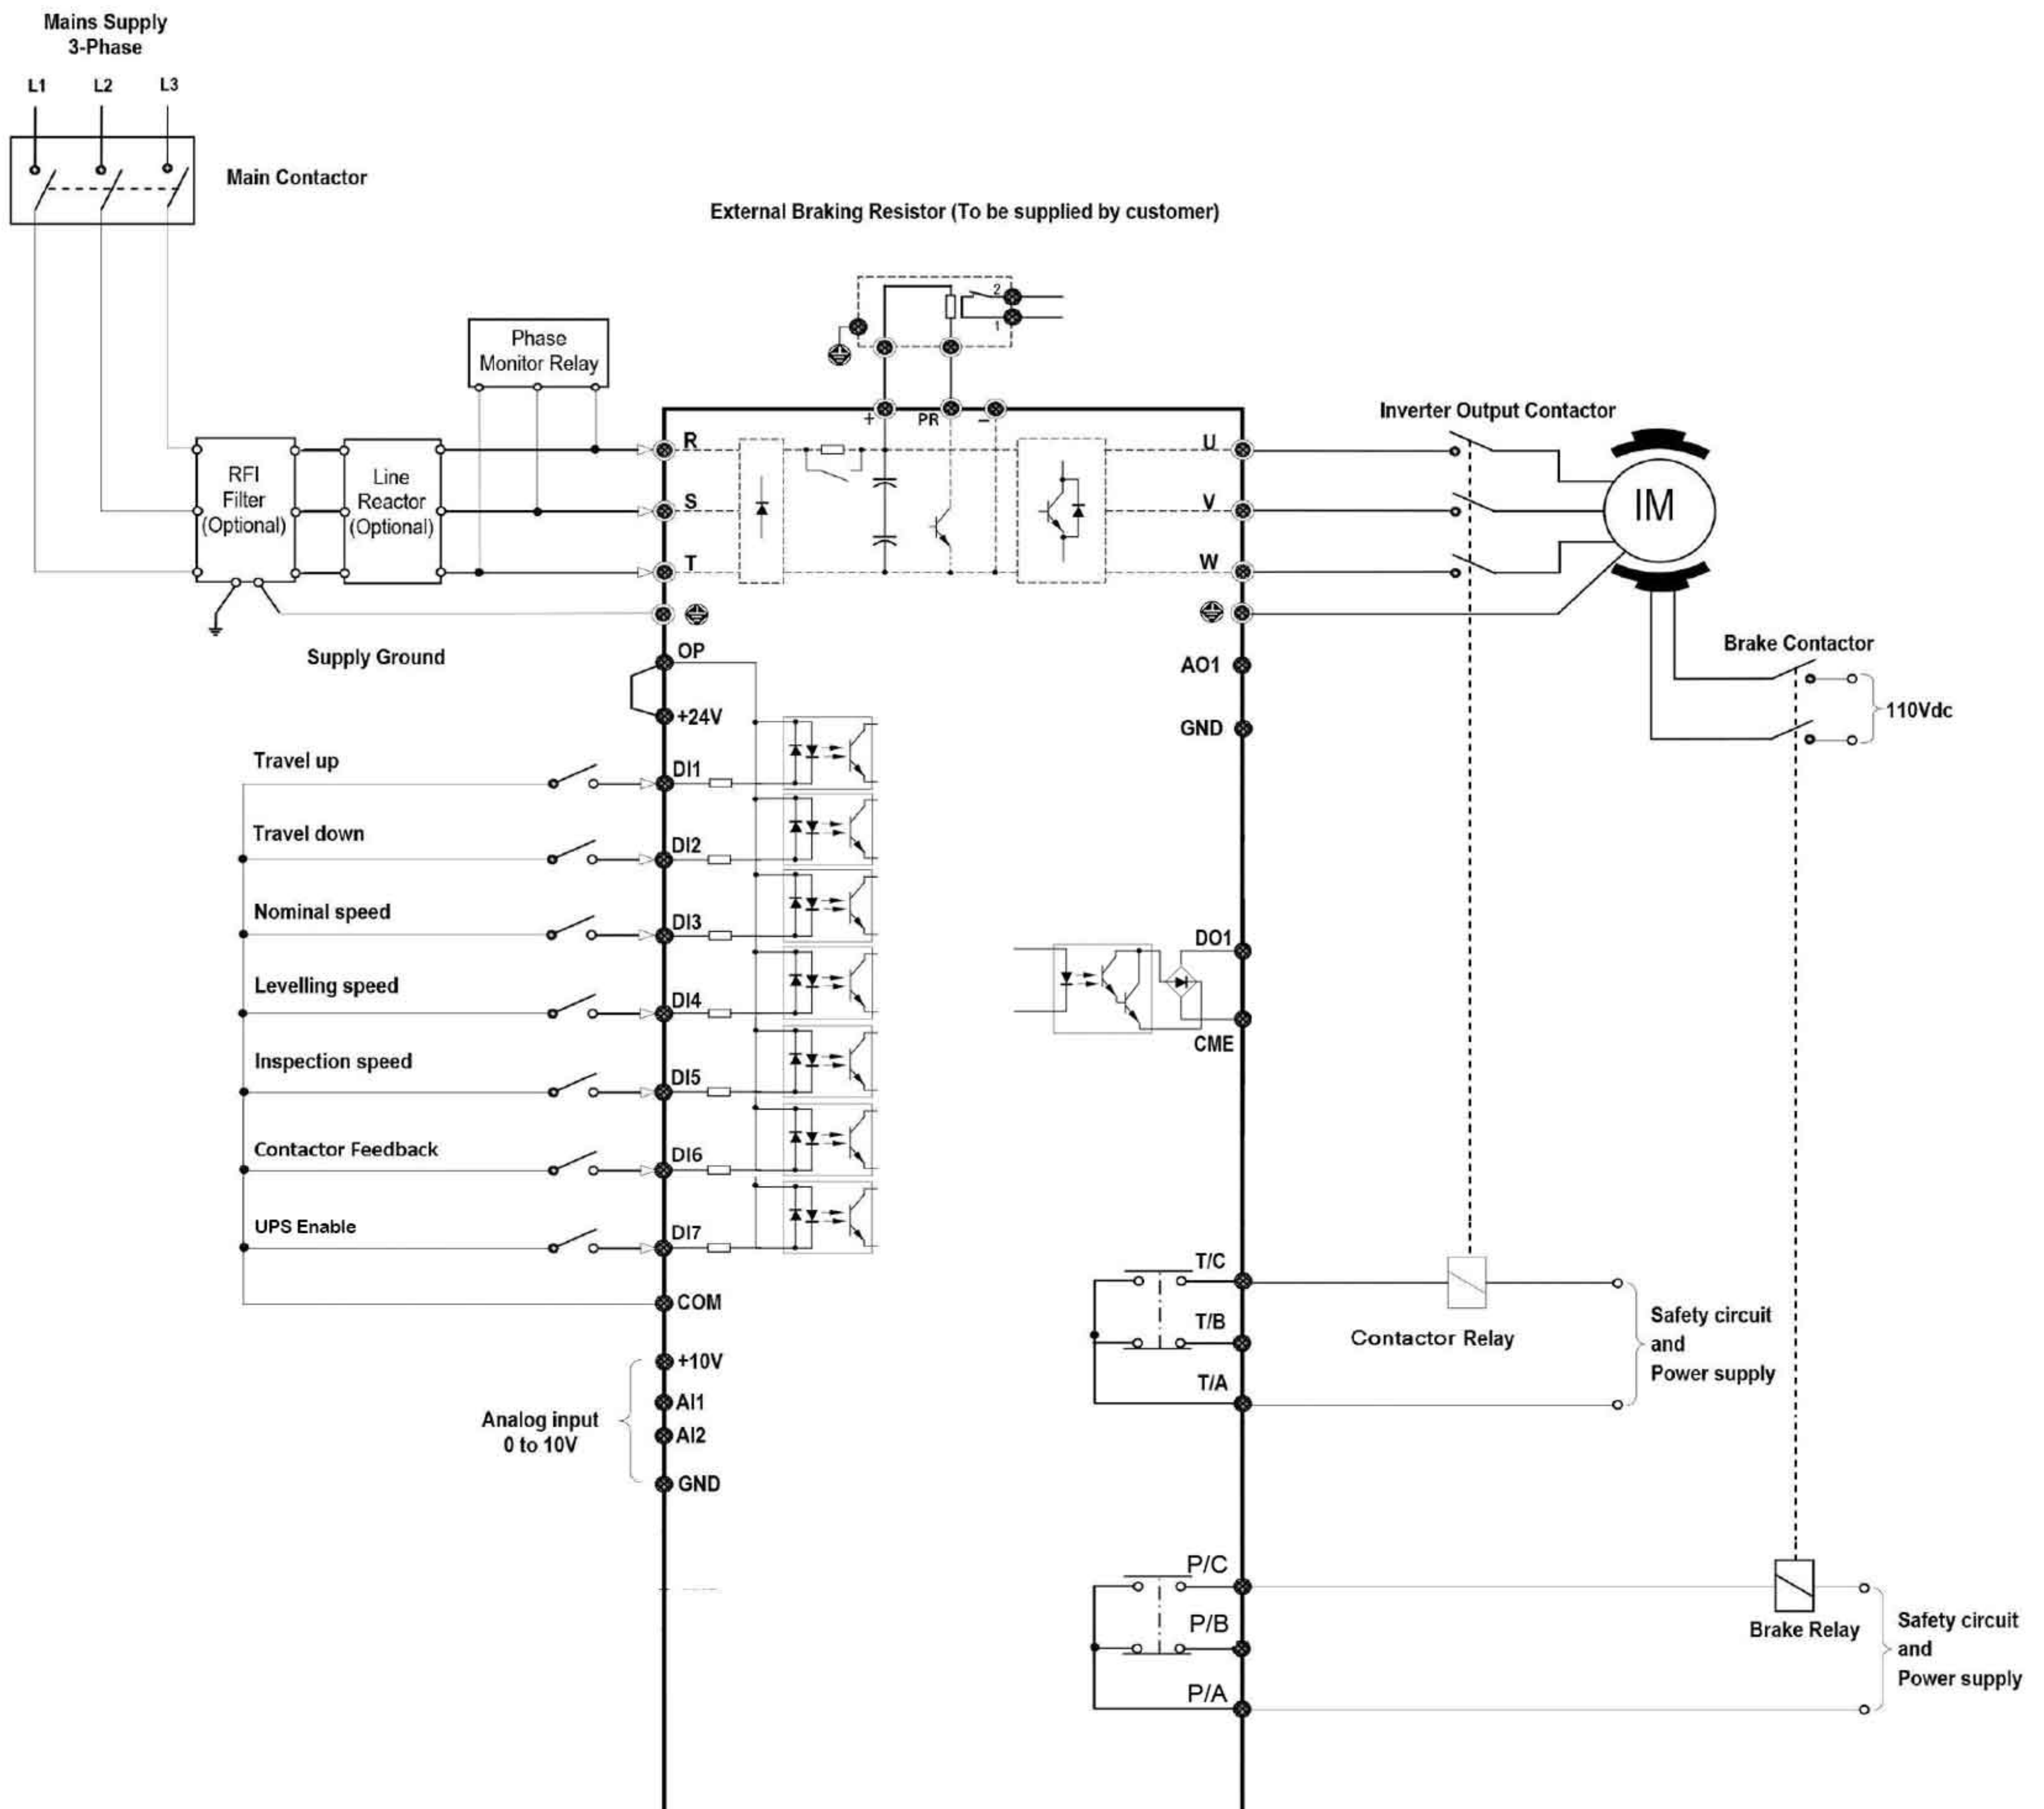 Mains Supply
3-Phase
L1
L2
L3
Main Contactor
External Braking Resistor (To be supplied by customer)
2
1
Phase
Monitor Relay
+
PR
−
Inverter Output Contactor
RFI
Filter
(Optional)
Line
Reactor
(Optional)
R
S
T
U
V
W
IM
Supply Ground
Brake Contactor
110Vdc
OP
+24V
AO1
GND
Travel up
DI1
Travel down
DI2
Nominal speed
DI3
Levelling speed
DI4
Inspection speed
DI5
Contactor Feedback
DI6
UPS Enable
DI7
COM
DO1
CME
+10V
AI1
AI2
GND
Analog input
0 to 10V
T/C
T/B
T/A
Contactor Relay
Safety circuit
and
Power supply
P/C
P/B
P/A
Brake Relay
Safety circuit
and
Power supply